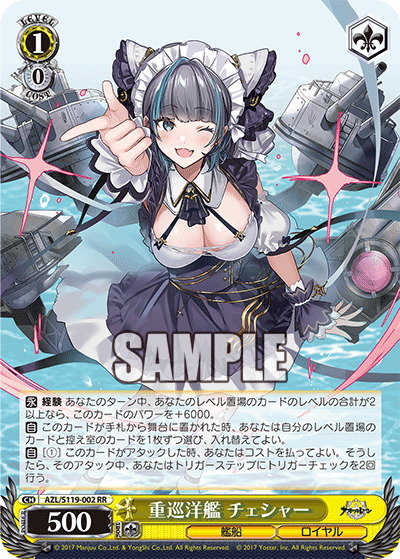 LEVEL
1
0
COST
SAMPLE
永 経験 あなたのターン中、あなたのレベル置場のカードのレベルの合計が2
以上なら、このカードのパワーを＋6000。
自 このカードが手札から舞台に置かれた時、あなたは自分のレベル置場
のカードと控え室のカードを1枚ずつ選び、入れ替えてよい。
自［①］このカードがアタックした時、あなたはコストを払ってよい。そうした
ら、そのアタック中、あなたはトリガーステップにトリガーチェックを2回
行う。
CH AZL/S119-002 RR
500
重巡洋艦 チェシャー
アズールレーン
艦船
ロイヤル
© 2017 Manjuu Co.,Ltd. & YongShi Co.,Ltd. All Rights Reserved. © 2017 Yostar, Inc. All Rights Reserved.